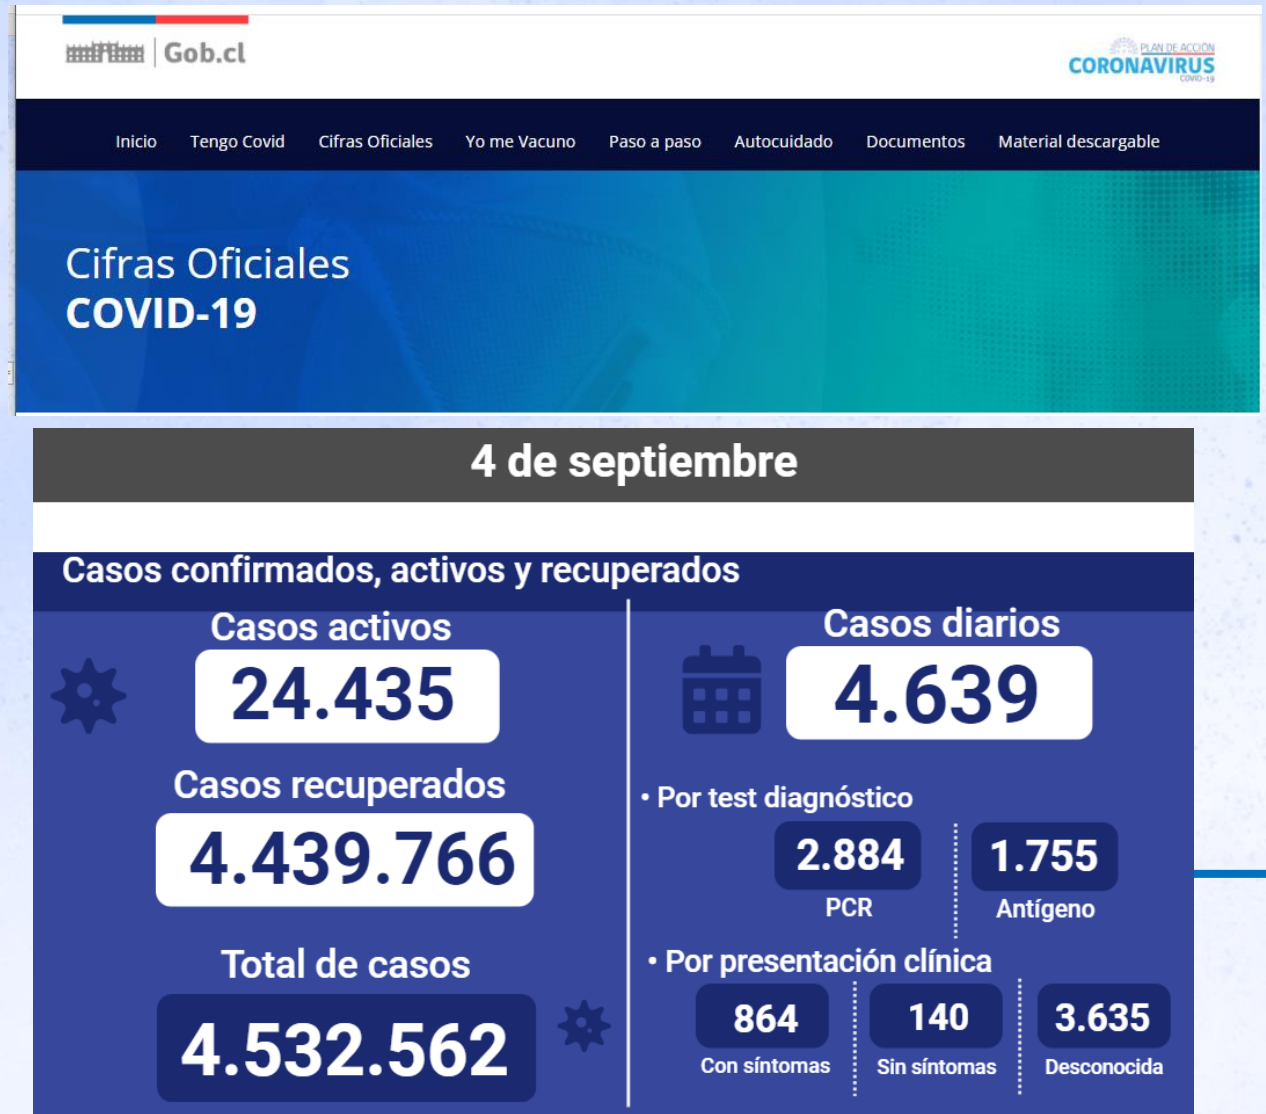 Gob.cl
PLAN DE ACCIÓN
CORONAVIRUS
COVID-19
Inicio Tengo Covid Cifras Oficiales Yo me Vacuno Paso a paso Autocuidado Documentos Material descargable
Cifras Oficiales
COVID-19
4 de septiembre
Casos confirmados, activos y recuperados
Casos activos
24.435
Casos recuperados
4.439.766
Total de casos
4.532.562
Casos diarios
4.639
• Por test diagnóstico
2.884 1.755
PCR Antígeno
• Por presentación clínica
864 140 3.635
Con síntomas Sin síntomas Desconocida